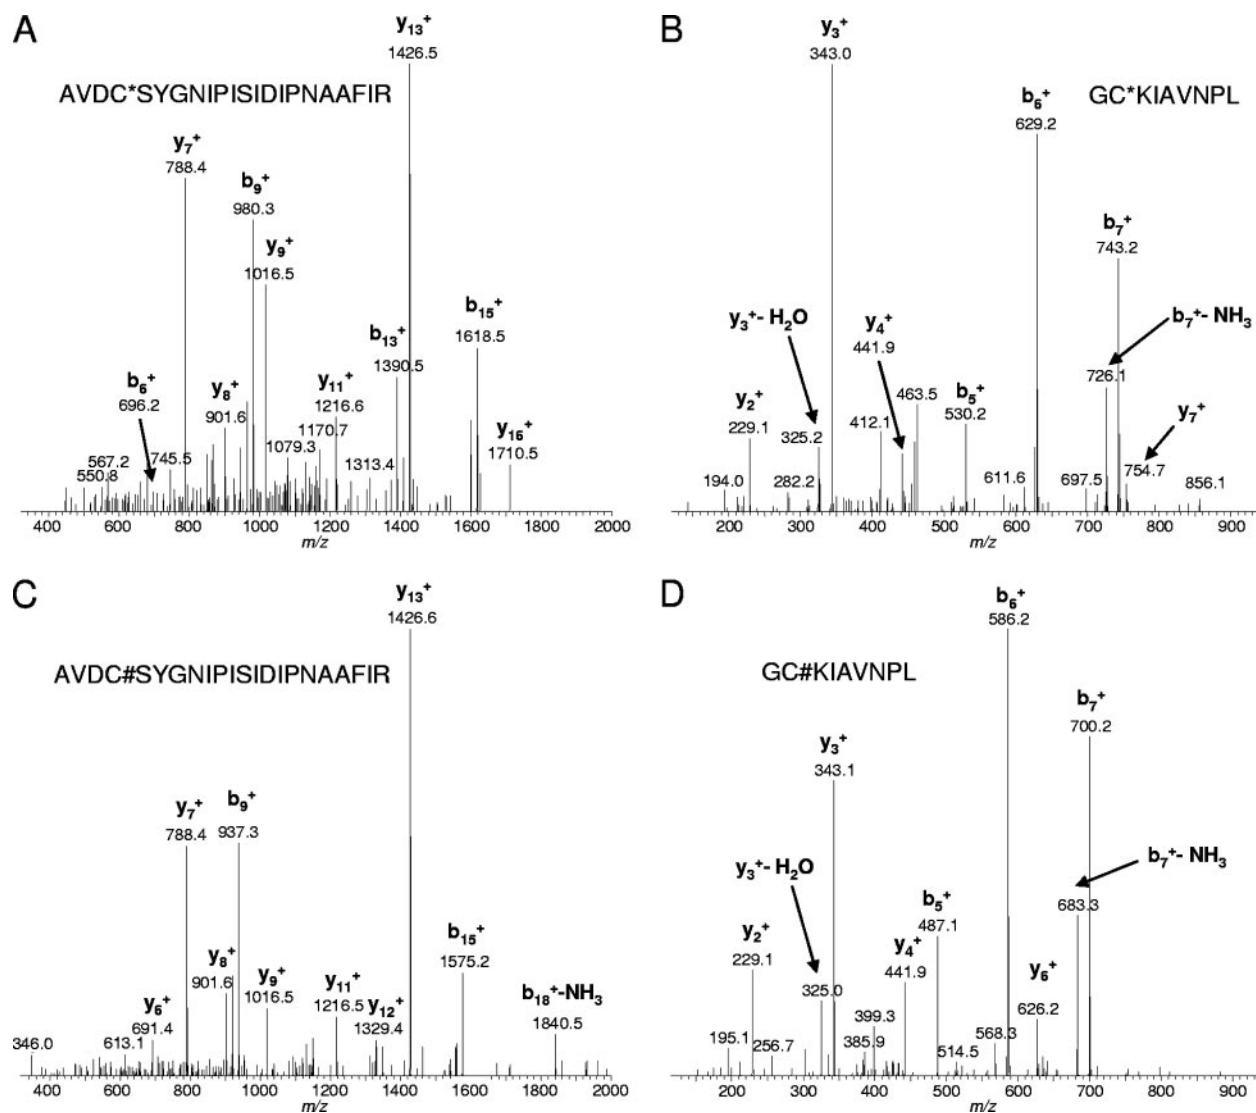 A
AVDC*SYGNIPISIDIPNAAFIR
y13+
1426.5
y7+
788.4
b9+
980.3
y9+
1016.5
b15+
1618.5
b13+
1390.5
y11+
1216.6
1170.7
y8+
901.6
b6+
696.2
1079.3
1313.4
y16+
1710.5
567.2
550.8
745.5
400 600 800 1000 1200 1400 1600 1800 2000
m/z
B
GC*KIAVNPL
y3+
343.0
b6+
629.2
b7+
743.2
b7+- NH3
726.1
y3+- H2O
325.2
y4+
441.9
y2+
229.1
463.5
412.1
b5+
530.2
y7+
754.7
194.0
282.2
611.6
697.5
856.1
200 300 400 500 600 700 800 900
m/z
C
AVDC#SYGNIPISIDIPNAAFIR
y13+
1426.6
y7+
788.4
b9+
937.3
b15+
1575.2
y8+
901.6
y9+
1016.5
y11+
1216.5
y12+
1329.4
b18+-NH3
1840.5
y6+
691.4
613.1
346.0
400 600 800 1000 1200 1400 1600 1800 2000
m/z
D
GC#KIAVNPL
b6+
586.2
b7+
700.2
y3+
343.1
b7+- NH3
683.3
y3+- H2O
325.0
b5+
487.1
y2+
229.1
y4+
441.9
y6+
626.2
399.3
385.9
195.1
256.7
514.5
568.3
200 300 400 500 600 700 800 900
m/z